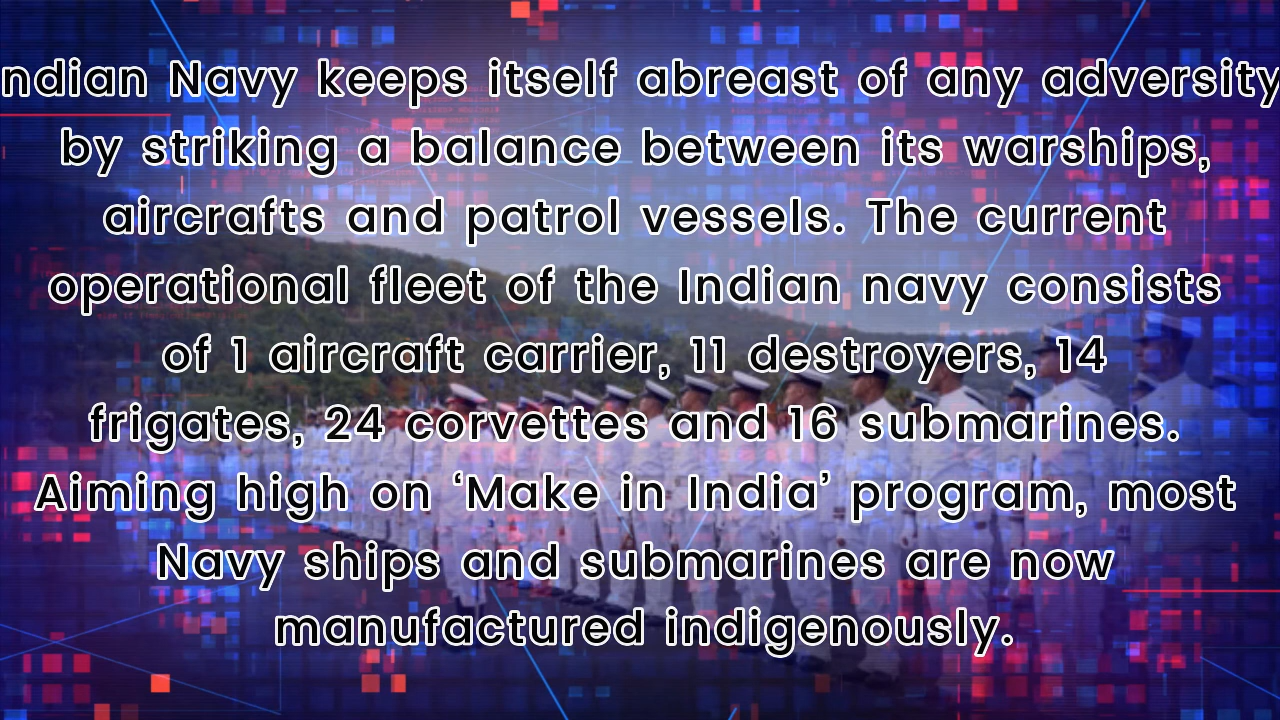 ndian Navy keeps itself abreast of any adversity
by striking a balance between its warships,
aircrafts and patrol vessels. The current
operational fleet of the Indian navy consists
of 1 aircraft carrier, 11 destroyers, 14
frigates, 24 corvettes and 16 submarines.
Aiming high on ‘Make in India’ program, most
Navy ships and submarines are now
manufactured indigenously.